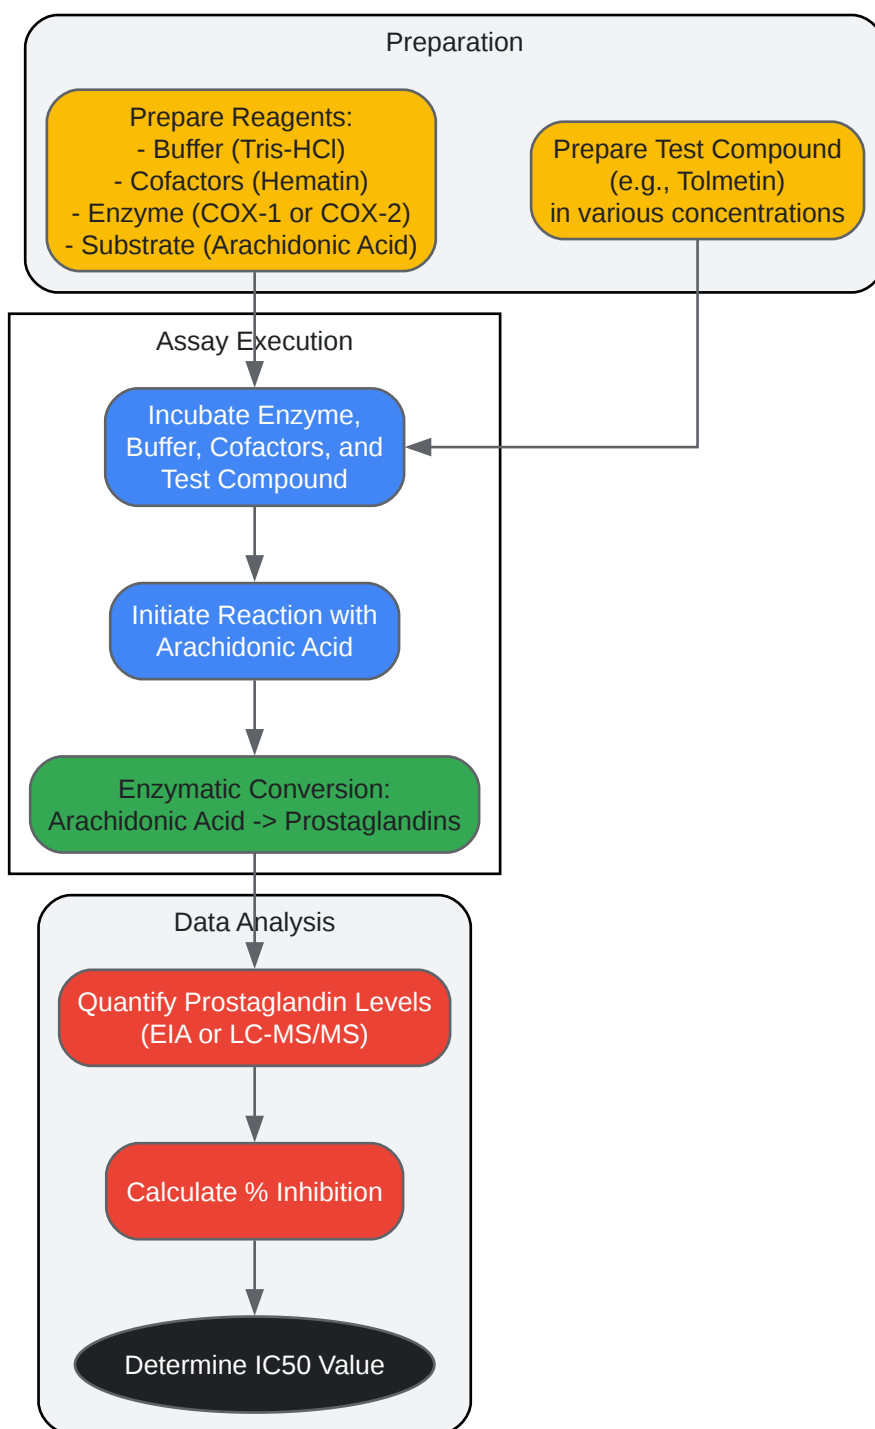 Preparation
Prepare Reagents:
- Buffer (Tris-HCl)
- Cofactors (Hematin)
- Enzyme (COX-1 or COX-2)
- Substrate (Arachidonic Acid)
Prepare Test Compound
(e.g., Tolmetin)
in various concentrations
Assay Execution
Incubate Enzyme,
Buffer, Cofactors, and
Test Compound
Initiate Reaction with
Arachidonic Acid
Enzymatic Conversion:
Arachidonic Acid -> Prostaglandins
Data Analysis
Quantify Prostaglandin Levels
(EIA or LC-MS/MS)
Calculate % Inhibition
Determine IC50 Value